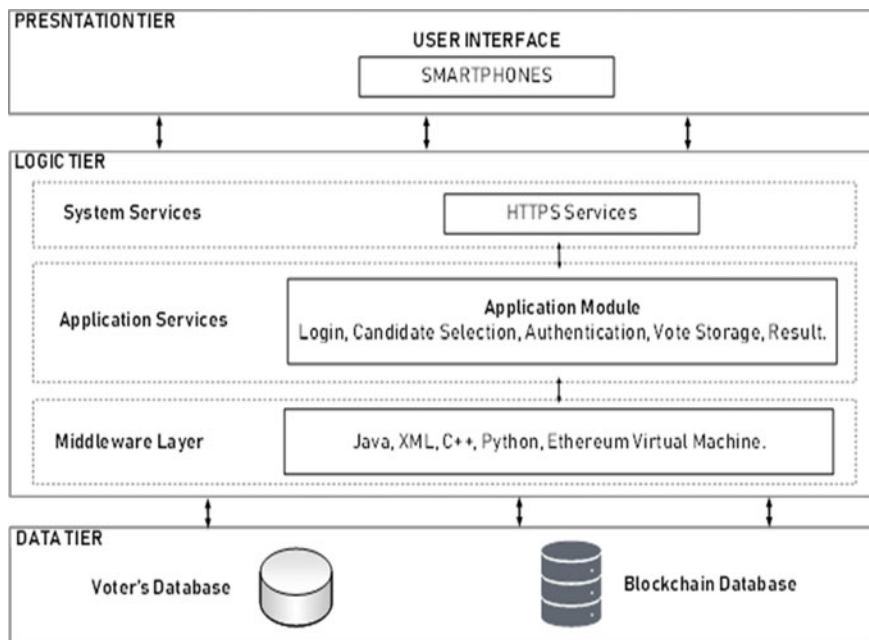 PRESNTATION TIER
USER INTERFACE
SMARTPHONES
LOGIC TIER
System Services
HTTPS Services
Application Services
Application Module
Login, Candidate Selection, Authentication, Vote Storage, Result.
Middleware Layer
Java, XML, C++, Python, Ethereum Virtual Machine.
DATA TIER
Voter's Database
Blockchain Database